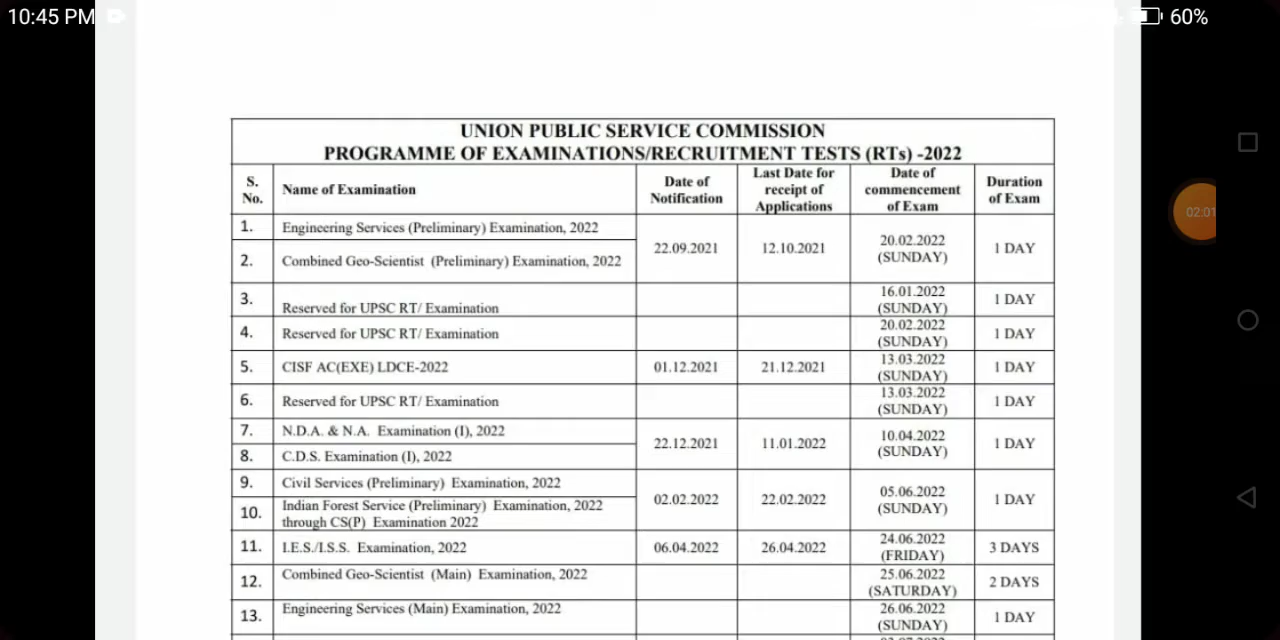 10:45 PM
60%
UNION PUBLIC SERVICE COMMISSION
PROGRAMME OF EXAMINATIONS/RECRUITMENT TESTS (RTs) -2022
S. No. Name of Examination Date of Notification Last Date for receipt of Applications Date of commencement of Exam Duration of Exam
1. Engineering Services (Preliminary) Examination, 2022
22.09.2021 12.10.2021 20.02.2022 (SUNDAY) 1 DAY
2. Combined Geo-Scientist (Preliminary) Examination, 2022
3. Reserved for UPSC RT/ Examination 16.01.2022 (SUNDAY) 1 DAY
4. Reserved for UPSC RT/ Examination 20.02.2022 (SUNDAY) 1 DAY
5. CISF AC(EXE) LDCE-2022 01.12.2021 21.12.2021 13.03.2022 (SUNDAY) 1 DAY
6. Reserved for UPSC RT/ Examination 13.03.2022 (SUNDAY) 1 DAY
7. N.D.A. & N.A. Examination (I), 2022
22.12.2021 11.01.2022 10.04.2022 (SUNDAY) 1 DAY
8. C.D.S. Examination (I), 2022
9. Civil Services (Preliminary) Examination, 2022
02.02.2022 22.02.2022 05.06.2022 (SUNDAY) 1 DAY
10. Indian Forest Service (Preliminary) Examination, 2022
through CS(P) Examination 2022
11. I.E.S./I.S.S. Examination, 2022 06.04.2022 26.04.2022 24.06.2022 (FRIDAY) 3 DAYS
12. Combined Geo-Scientist (Main) Examination, 2022 25.06.2022 (SATURDAY) 2 DAYS
13. Engineering Services (Main) Examination, 2022 26.06.2022 (SUNDAY) 1 DAY
02:01